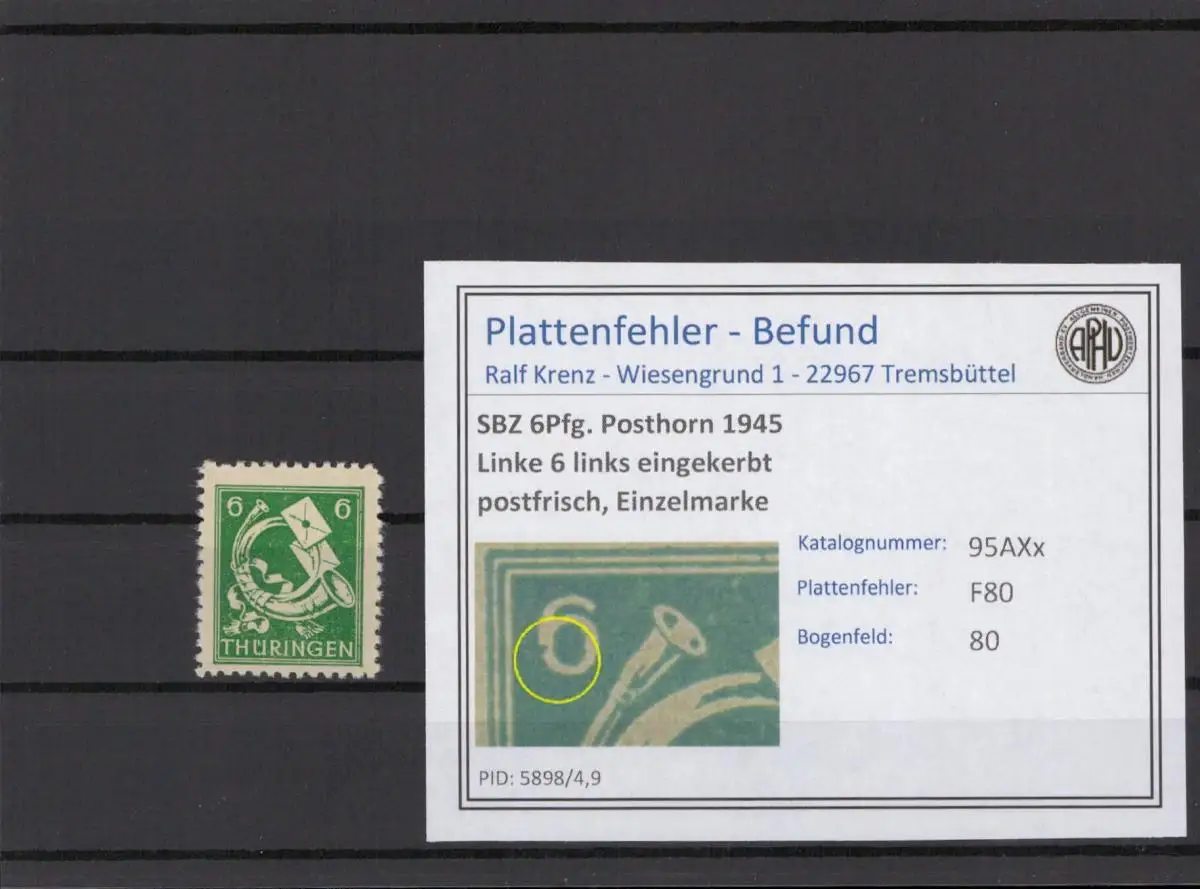 6 6
THÜRINGEN
Plattenfehler - Befund
Ralf Krenz - Wiesengrund 1 - 22967 Tremsbüttel
APHV
SBZ 6Pfg. Posthorn 1945
Linke 6 links eingekerbt
postfrisch, Einzelmarke
Katalognummer: 95AXx
Plattenfehler: F80
Bogenfeld: 80
6
PID: 5898/4,9